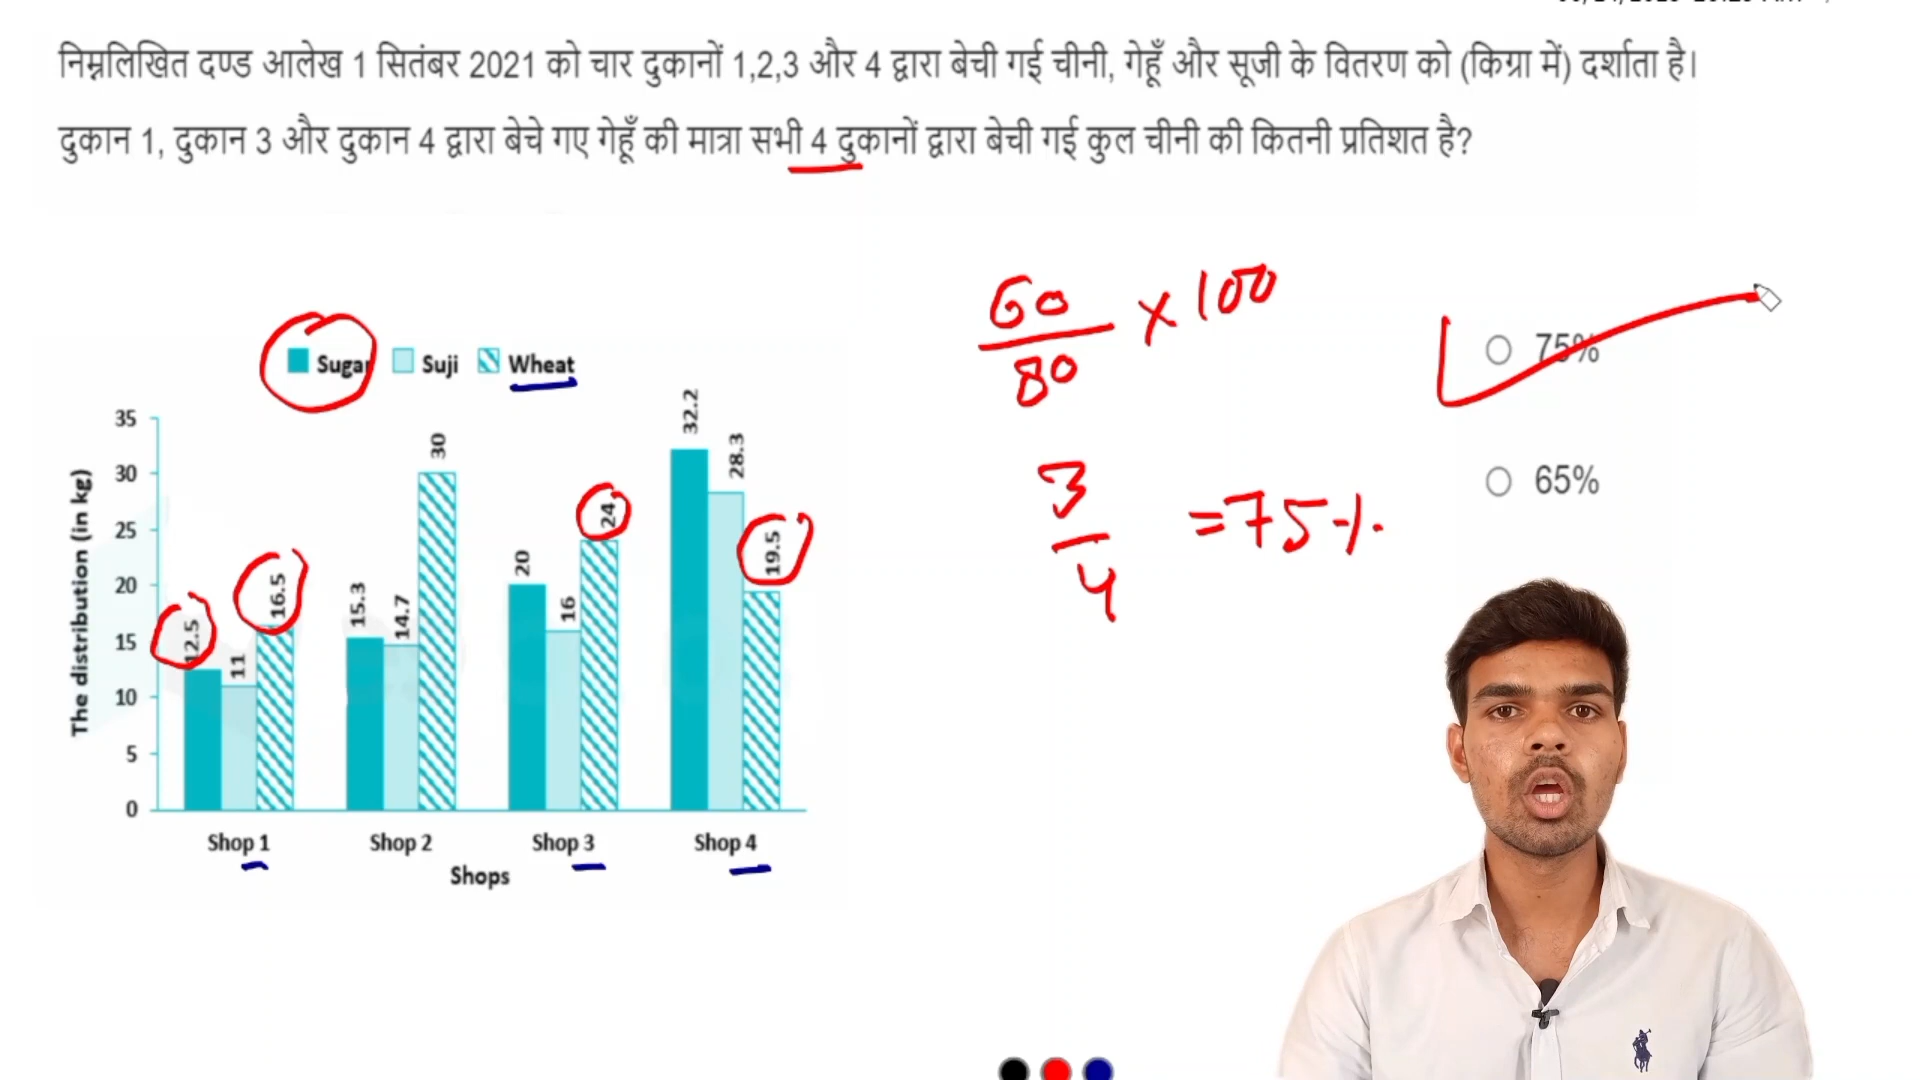 निम्नलिखित दण्ड आलेख 1 सितंबर 2021 को चार दुकानों 1,2,3 और 4 द्वारा बेची गई चीनी, गेहूँ और सूजी के वितरण को (किग्रा में) दर्शाता है।
दुकान 1, दुकान 3 और दुकान 4 द्वारा बेचे गए गेहूँ की मात्रा सभी 4 दुकानों द्वारा बेची गई कुल चीनी की कितनी प्रतिशत है?
Sugar Suji Wheat
The distribution (in kg)
35
30
25
20
15
10
5
0
12.5 11 16.5
15.3 14.7 30
20 16 24
32.2 28.3 19.5
Shop 1 Shop 2 Shop 3 Shop 4
Shops
60
80
× 100
3
4
=75%
75%
65%